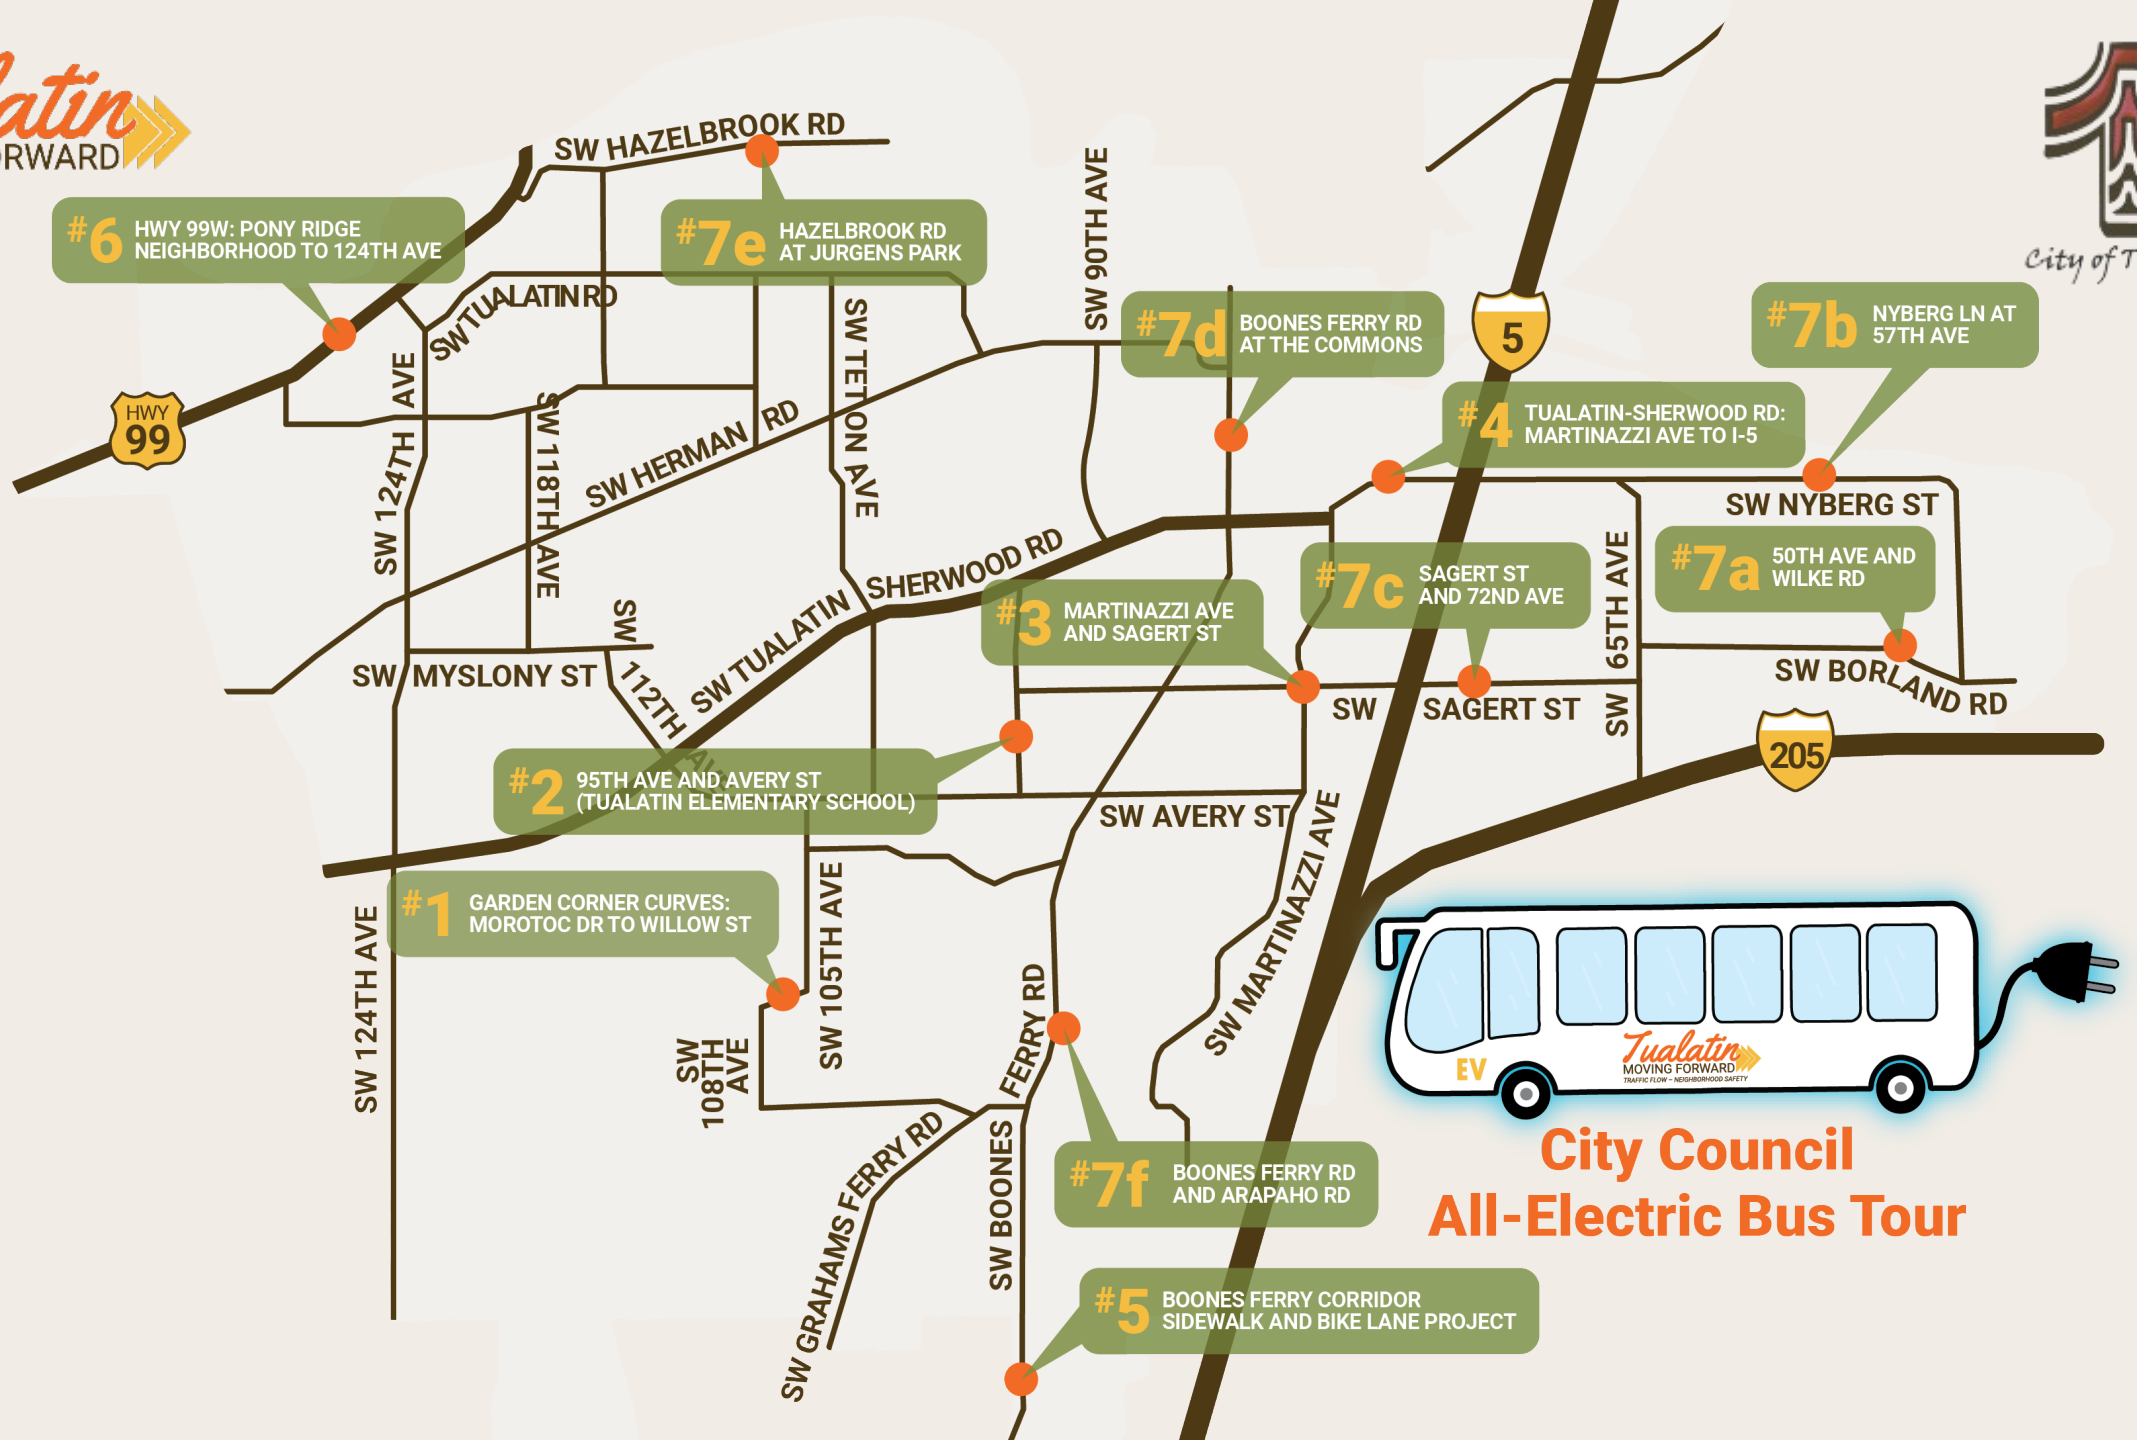 latin
ORWARD
City of T
SW HAZELBROOK RD
#6 HWY 99W: PONY RIDGE
NEIGHBORHOOD TO 124TH AVE
#7e HAZELBROOK RD
AT JURGENS PARK
SW 90TH AVE
SW TUALATIN RD
SW TETON AVE
#7d BOONES FERRY RD
AT THE COMMONS
5
#7b NYBERG LN AT
57TH AVE
HWY
99
SW 124TH AVE
SW 118TH AVE
SW HERMAN RD
#4 TUALATIN-SHERWOOD RD:
MARTINAZZI AVE TO I-5
SW NYBERG ST
SW TUALATIN SHERWOOD RD
#3 MARTINAZZI AVE
AND SAGERT ST
#7c SAGERT ST
AND 72ND AVE
SW 65TH AVE
#7a 50TH AVE AND
WILKE RD
SW MYSLONY ST
SW 112TH AVE
SW SAGERT ST
SW BORLAND RD
205
#2 95TH AVE AND AVERY ST
(TUALATIN ELEMENTARY SCHOOL)
SW AVERY ST
SW MARTINAZZI AVE
#1 GARDEN CORNER CURVES:
MOROTOC DR TO WILLOW ST
SW 124TH AVE
SW 105TH AVE
SW
108TH
AVE
SW BOONES FERRY RD
SW GRAHAMS FERRY RD
EV
Tualatin
MOVING FORWARD
TRAFFIC FLOW – NEIGHBORHOOD SAFETY
City Council
All-Electric Bus Tour
#7f BOONES FERRY RD
AND ARAPAHO RD
#5 BOONES FERRY CORRIDOR
SIDEWALK AND BIKE LANE PROJECT